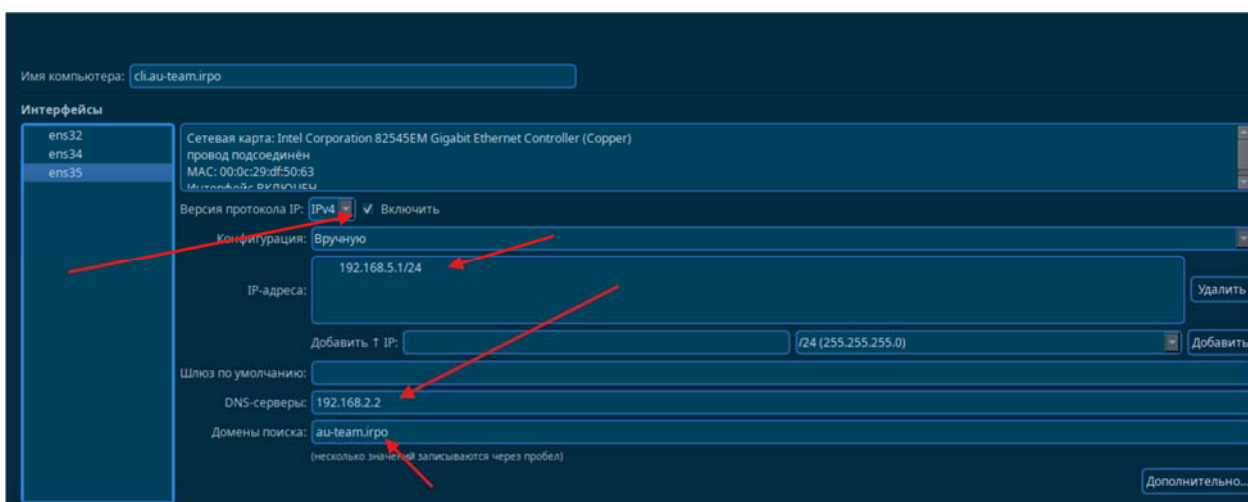 Имя компьютера: cli.au-team.irpo
Интерфейсы
ens32
ens34
ens35
Сетевая карта: Intel Corporation 82545EM Gigabit Ethernet Controller (Copper)
провод подсоединён
MAC: 00:0c:29:df:50:63
Интерфейс ВКЛЮЧЕН
Версия протокола IP: IPv4 Включить
Конфигурация: Вручную
192.168.5.1/24
IP-адреса: Удалить
Добавить ↑ IP: /24 (255.255.255.0) Добавить
Шлюз по умолчанию:
DNS-серверы: 192.168.2.2
Домены поиска: au-team.irpo
(несколько значений записываются через пробел)
Дополнительно...